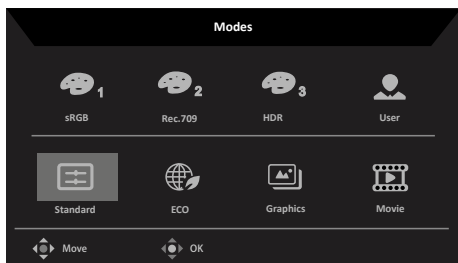 Modes
1 2 3
sRGB Rec.709 HDR User
Standard ECO Graphics Movie
Move OK